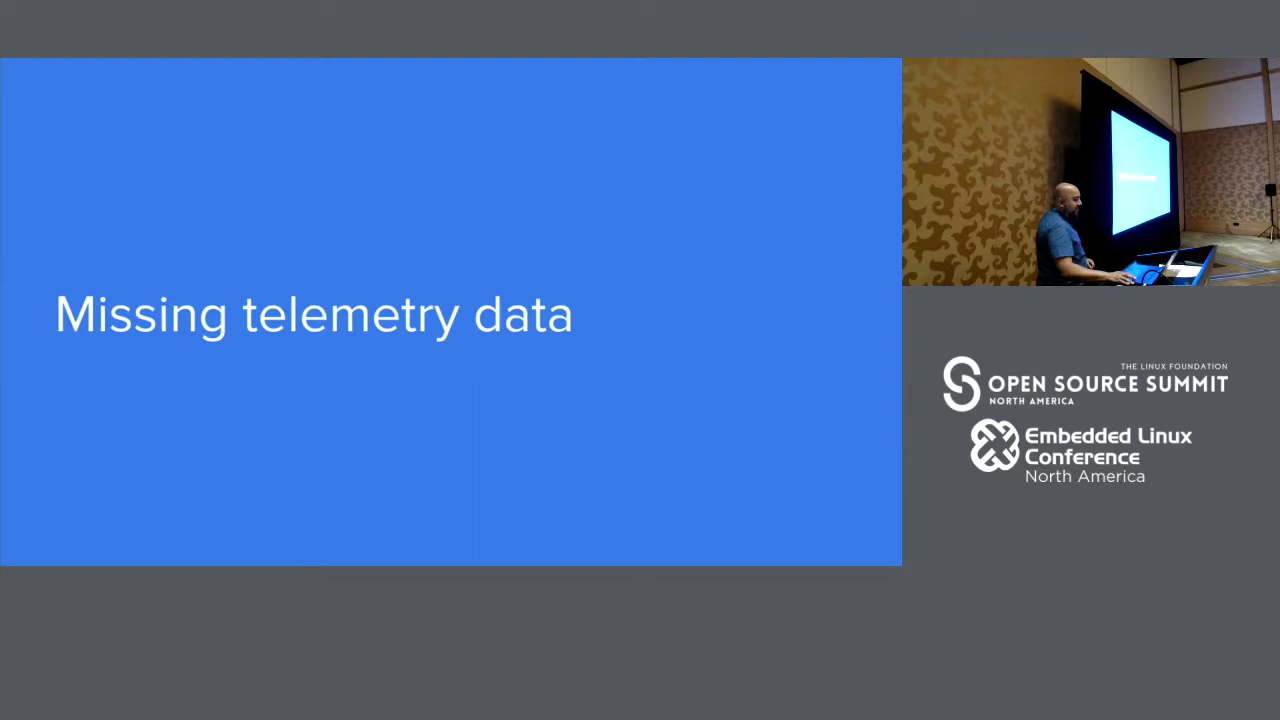 Missing telemetry data
THE LINUX FOUNDATION
OPEN SOURCE SUMMIT
NORTH AMERICA
Embedded Linux
Conference
North America